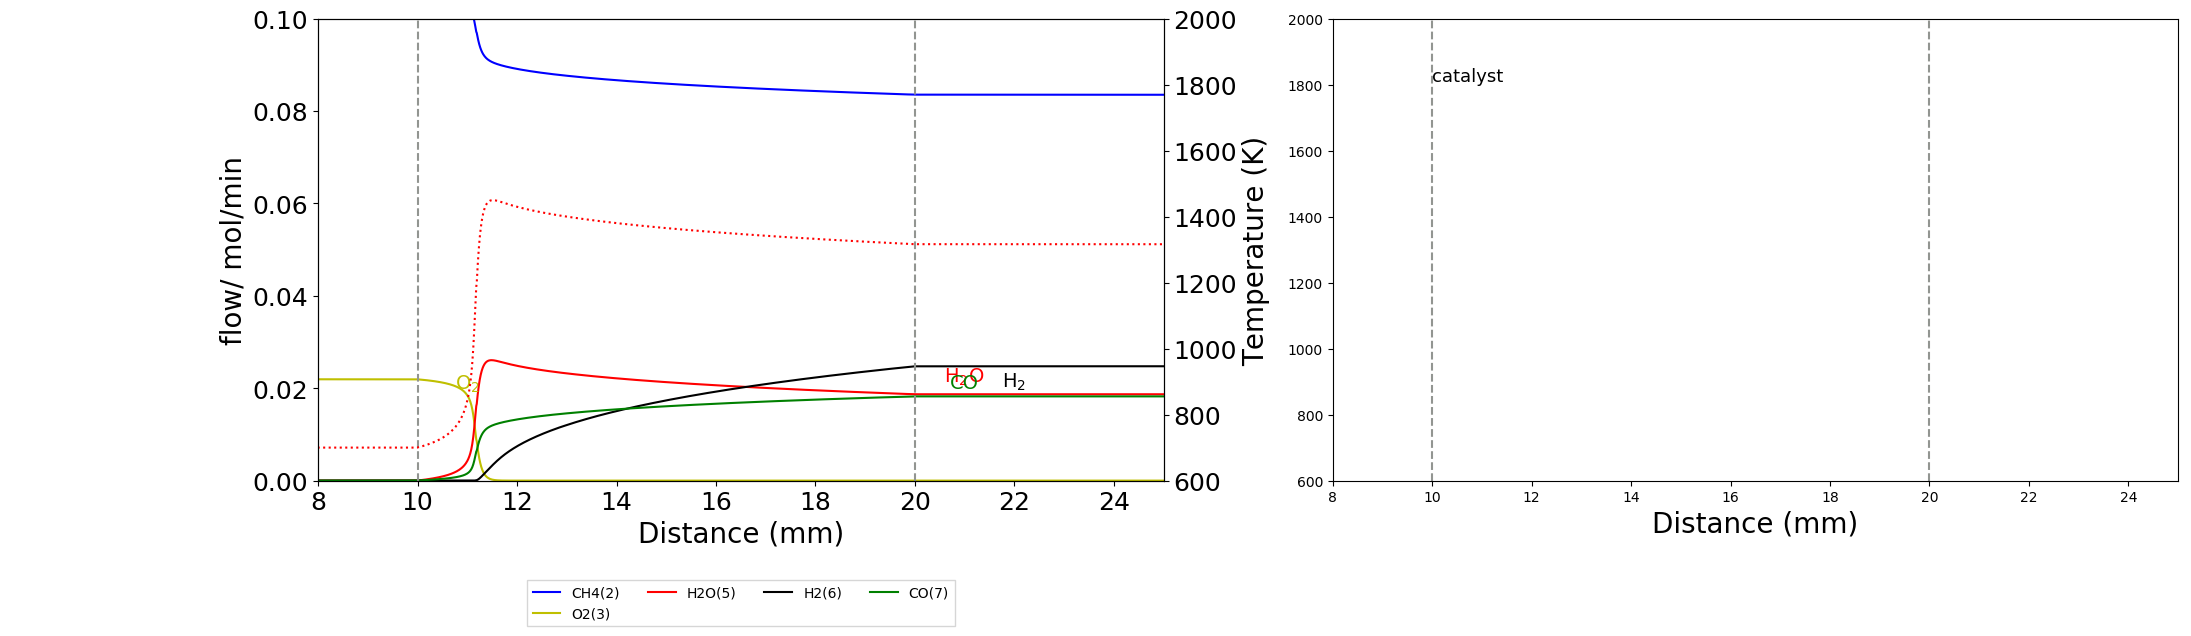 flow/ mol/min
0.10
0.08
0.06
0.04
0.02
0.00
8 10 12 14 16 18 20 22 24
Distance (mm)
2000
1800
1600
1400
1200
1000
800
600
Temperature (K)
O₂
H₂O
CO
H₂
CH4(2) H2O(5) H2(6) CO(7)
O2(3)
2000
1800
1600
1400
1200
1000
800
600
catalyst
8 10 12 14 16 18 20 22 24
Distance (mm)